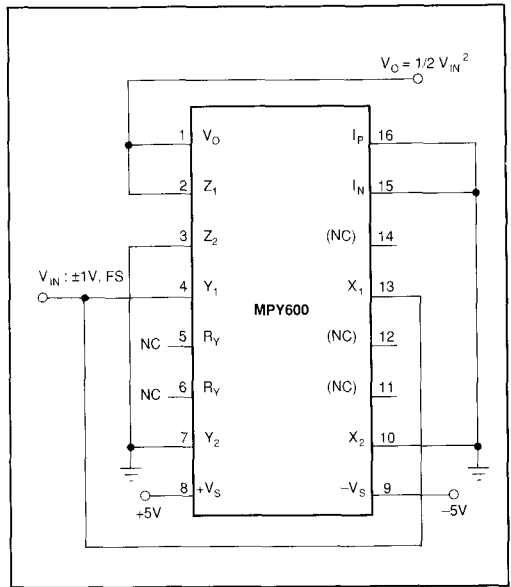 V_O = 1/2 V_IN²
1 V_O I_P 16
2 Z_1 I_N 15
3 Z_2 (NC) 14
V_IN : ±1V, FS
4 Y_1 X_1 13
MPY600
NC 5 R_Y (NC) 12
NC 6 R_Y (NC) 11
7 Y_2 X_2 10
8 +V_S –V_S 9
+5V –5V